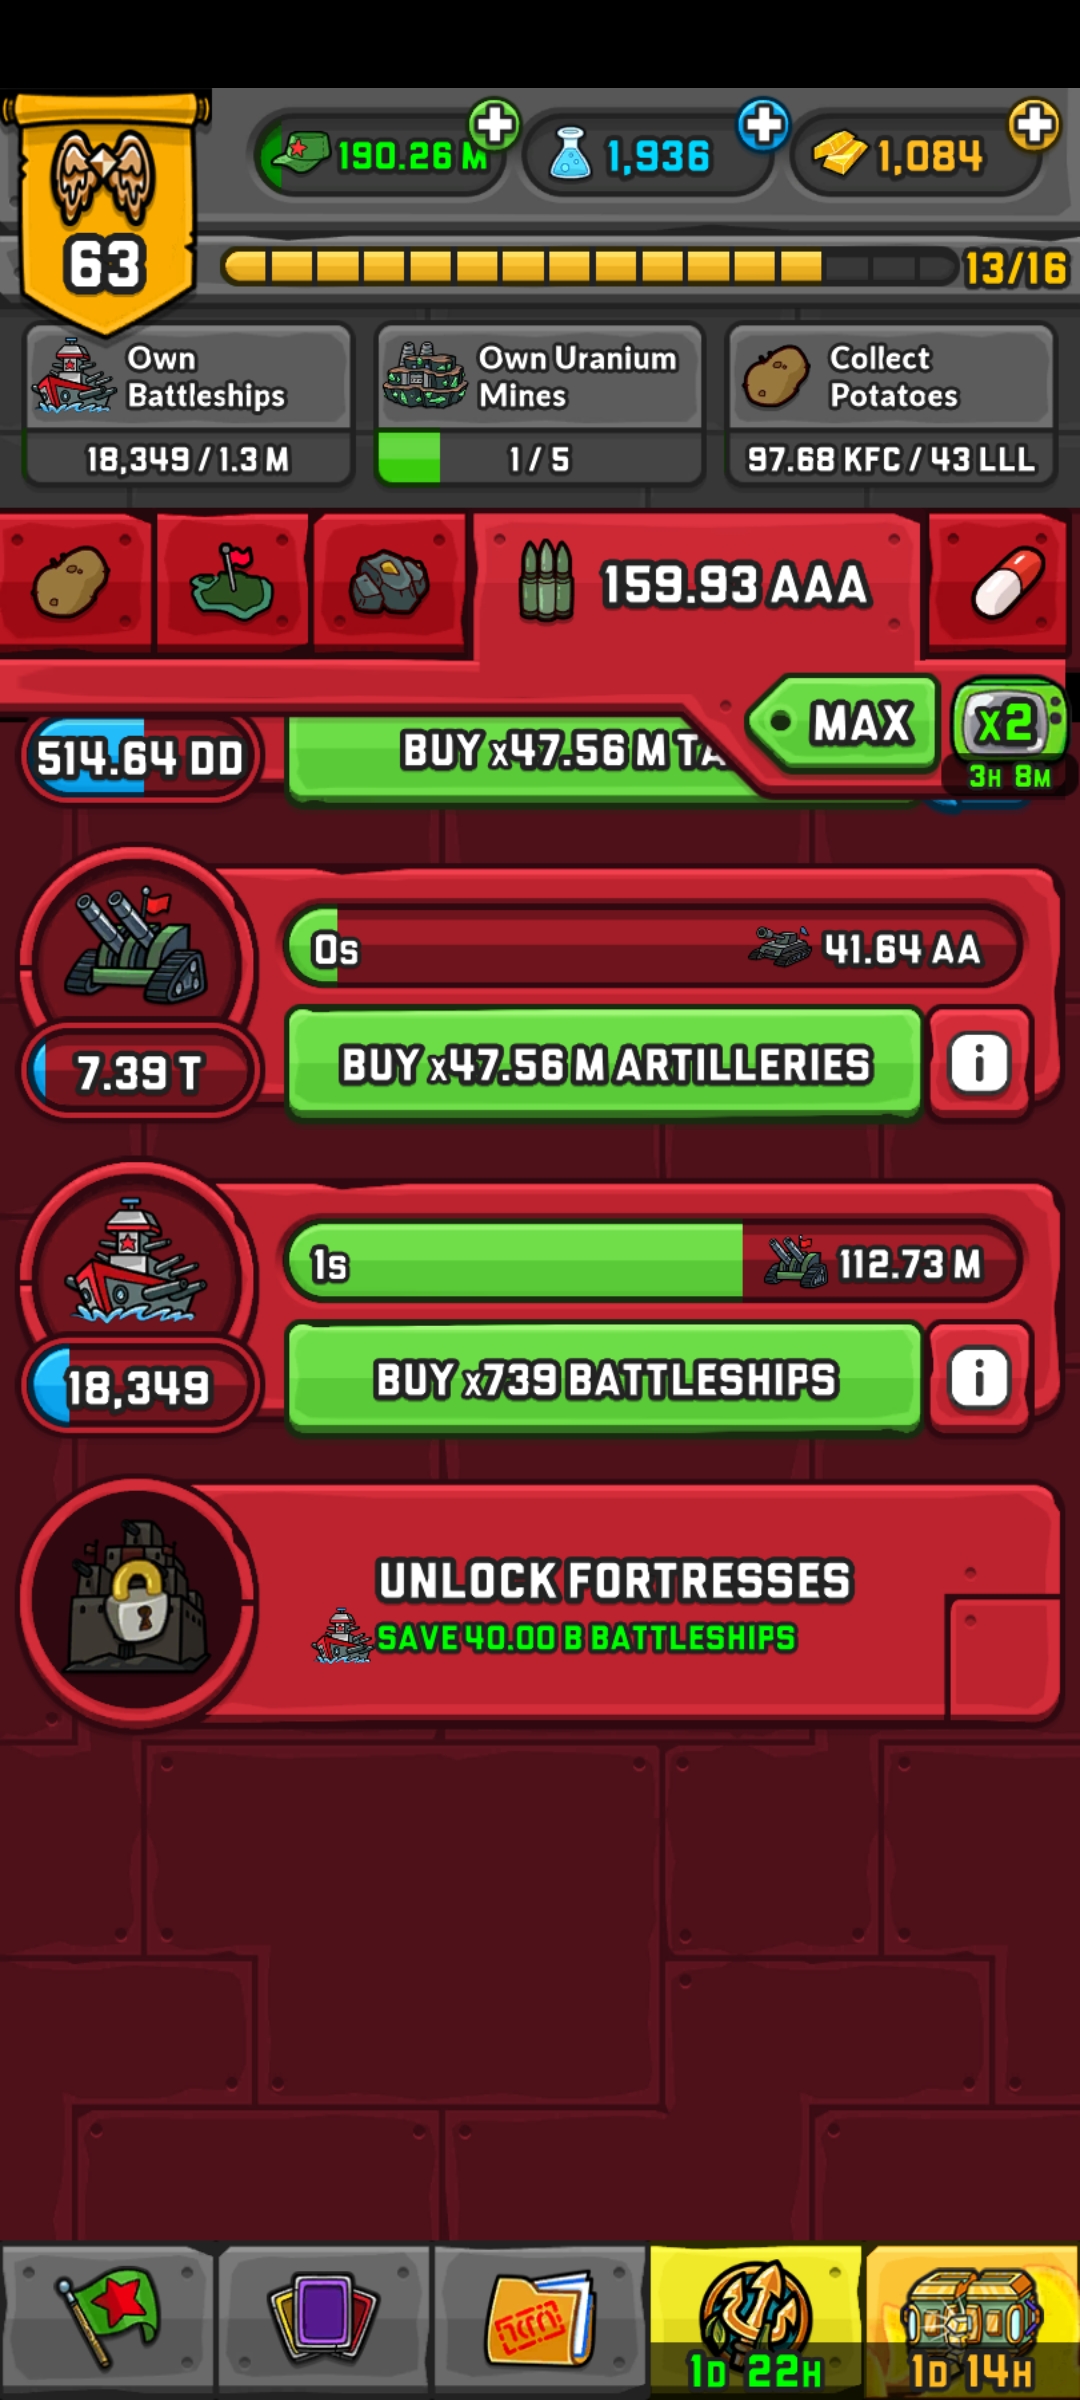 190.26 M
1,936
1,084
63
13/16
Own Battleships
18,349 / 1.3 M
Own Uranium Mines
1 / 5
Collect Potatoes
97.68 KFC / 43 LLL
159.93 AAA
MAX
x2
3H 8M
514.64 DD
BUY x47.56 M TA
0s
41.64 AA
7.39 T
BUY x47.56 M ARTILLERIES
i
1s
112.73 M
18,349
BUY x739 BATTLESHIPS
i
UNLOCK FORTRESSES
SAVE 40.00 B BATTLESHIPS
1D 22H
1D 14H